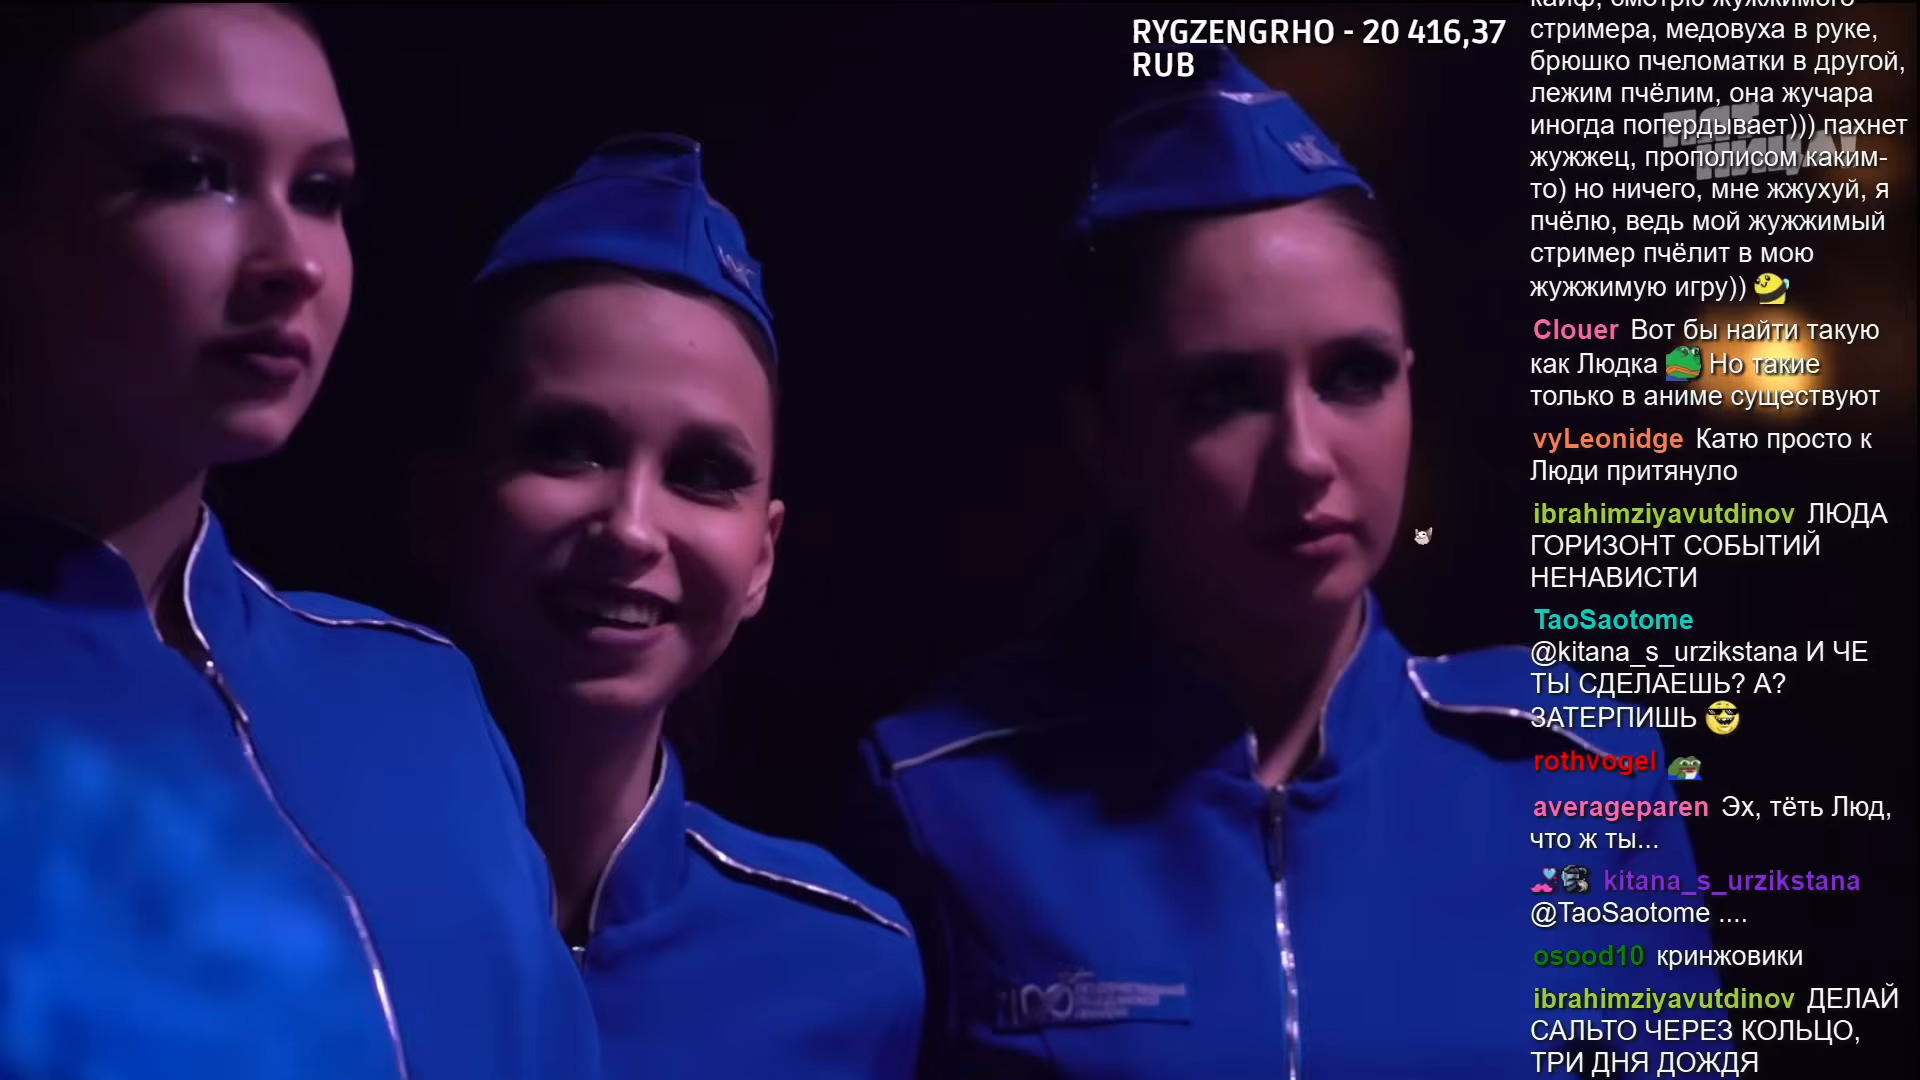 RYGZENGRHO - 20 416,37
RUB
кайф, смотрю жужжимого
стримера, медовуха в руке,
брюшко пчеломатки в другой,
лежим пчёлим, она жучара
иногда попердывает))) пахнет
жужжец, прополисом каким-
то) но ничего, мне жжухуй, я
пчёлю, ведь мой жужжимый
стример пчёлит в мою
жужжимую игру))
Clouer Вот бы найти такую
как Людка Но такие
только в аниме существуют
vyLeonidge Катю просто к
Люди притянуло
ibrahimziyavutdinov ЛЮДА
ГОРИЗОНТ СОБЫТИЙ
НЕНАВИСТИ
TaoSaotome
@kitana_s_urzikstana И ЧЕ
ТЫ СДЕЛАЕШЬ? А?
ЗАТЕРПИШЬ
rothvogel
averageparen Эх, тёть Люд,
что ж ты...
kitana_s_urzikstana
@TaoSaotome ....
osood10 кринжовики
ibrahimziyavutdinov ДЕЛАЙ
САЛЬТО ЧЕРЕЗ КОЛЬЦО,
ТРИ ДНЯ ДОЖДЯ
100